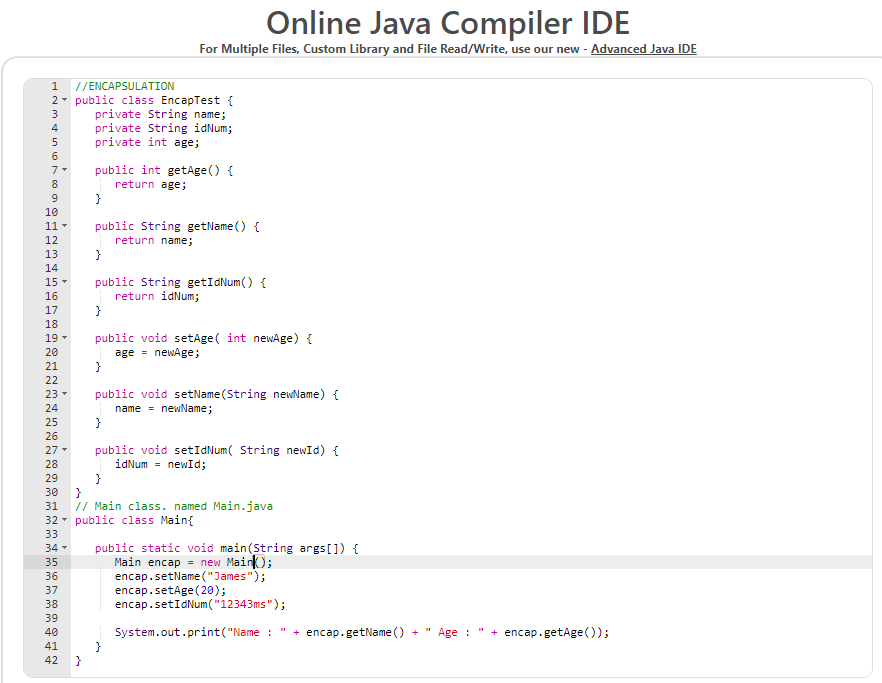 Online Java Compiler IDE
For Multiple Files, Custom Library and File Read/Write, use our new - Advanced Java IDE
1 //ENCAPSULATION
2 public class EncapTest {
3    private String name;
4    private String idNum;
5    private int age;
6
7    public int getAge() {
8       return age;
9    }
10
11    public String getName() {
12       return name;
13    }
14
15    public String getIdNum() {
16       return idNum;
17    }
18
19    public void setAge( int newAge) {
20       age = newAge;
21    }
22
23    public void setName(String newName) {
24       name = newName;
25    }
26
27    public void setIdNum( String newId) {
28       idNum = newId;
29    }
30 }
31 // Main class. named Main.java
32 public class Main{
33
34    public static void main(String args[]) {
35       Main encap = new Main();
36       encap.setName("James");
37       encap.setAge(20);
38       encap.setIdNum("12343ms");
39
40       System.out.print("Name : " + encap.getName() + " Age : " + encap.getAge());
41    }
42 }